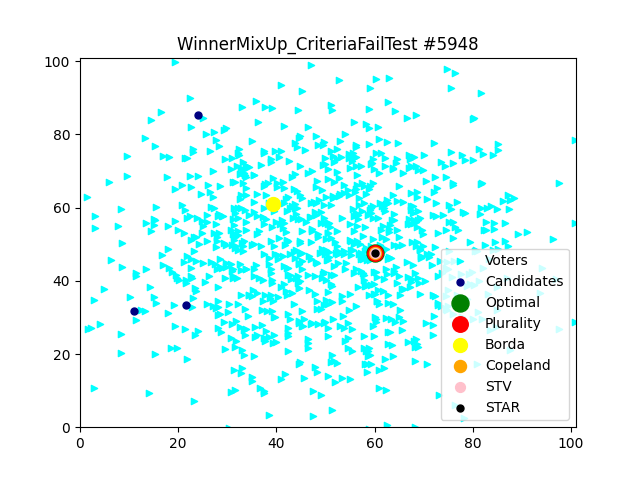 WinnerMixUp_CriteriaFailTest #5948
100
80
60
40
20
0
0
20
40
60
80
100
Voters
Candidates
Optimal
Plurality
Borda
Copeland
STV
STAR